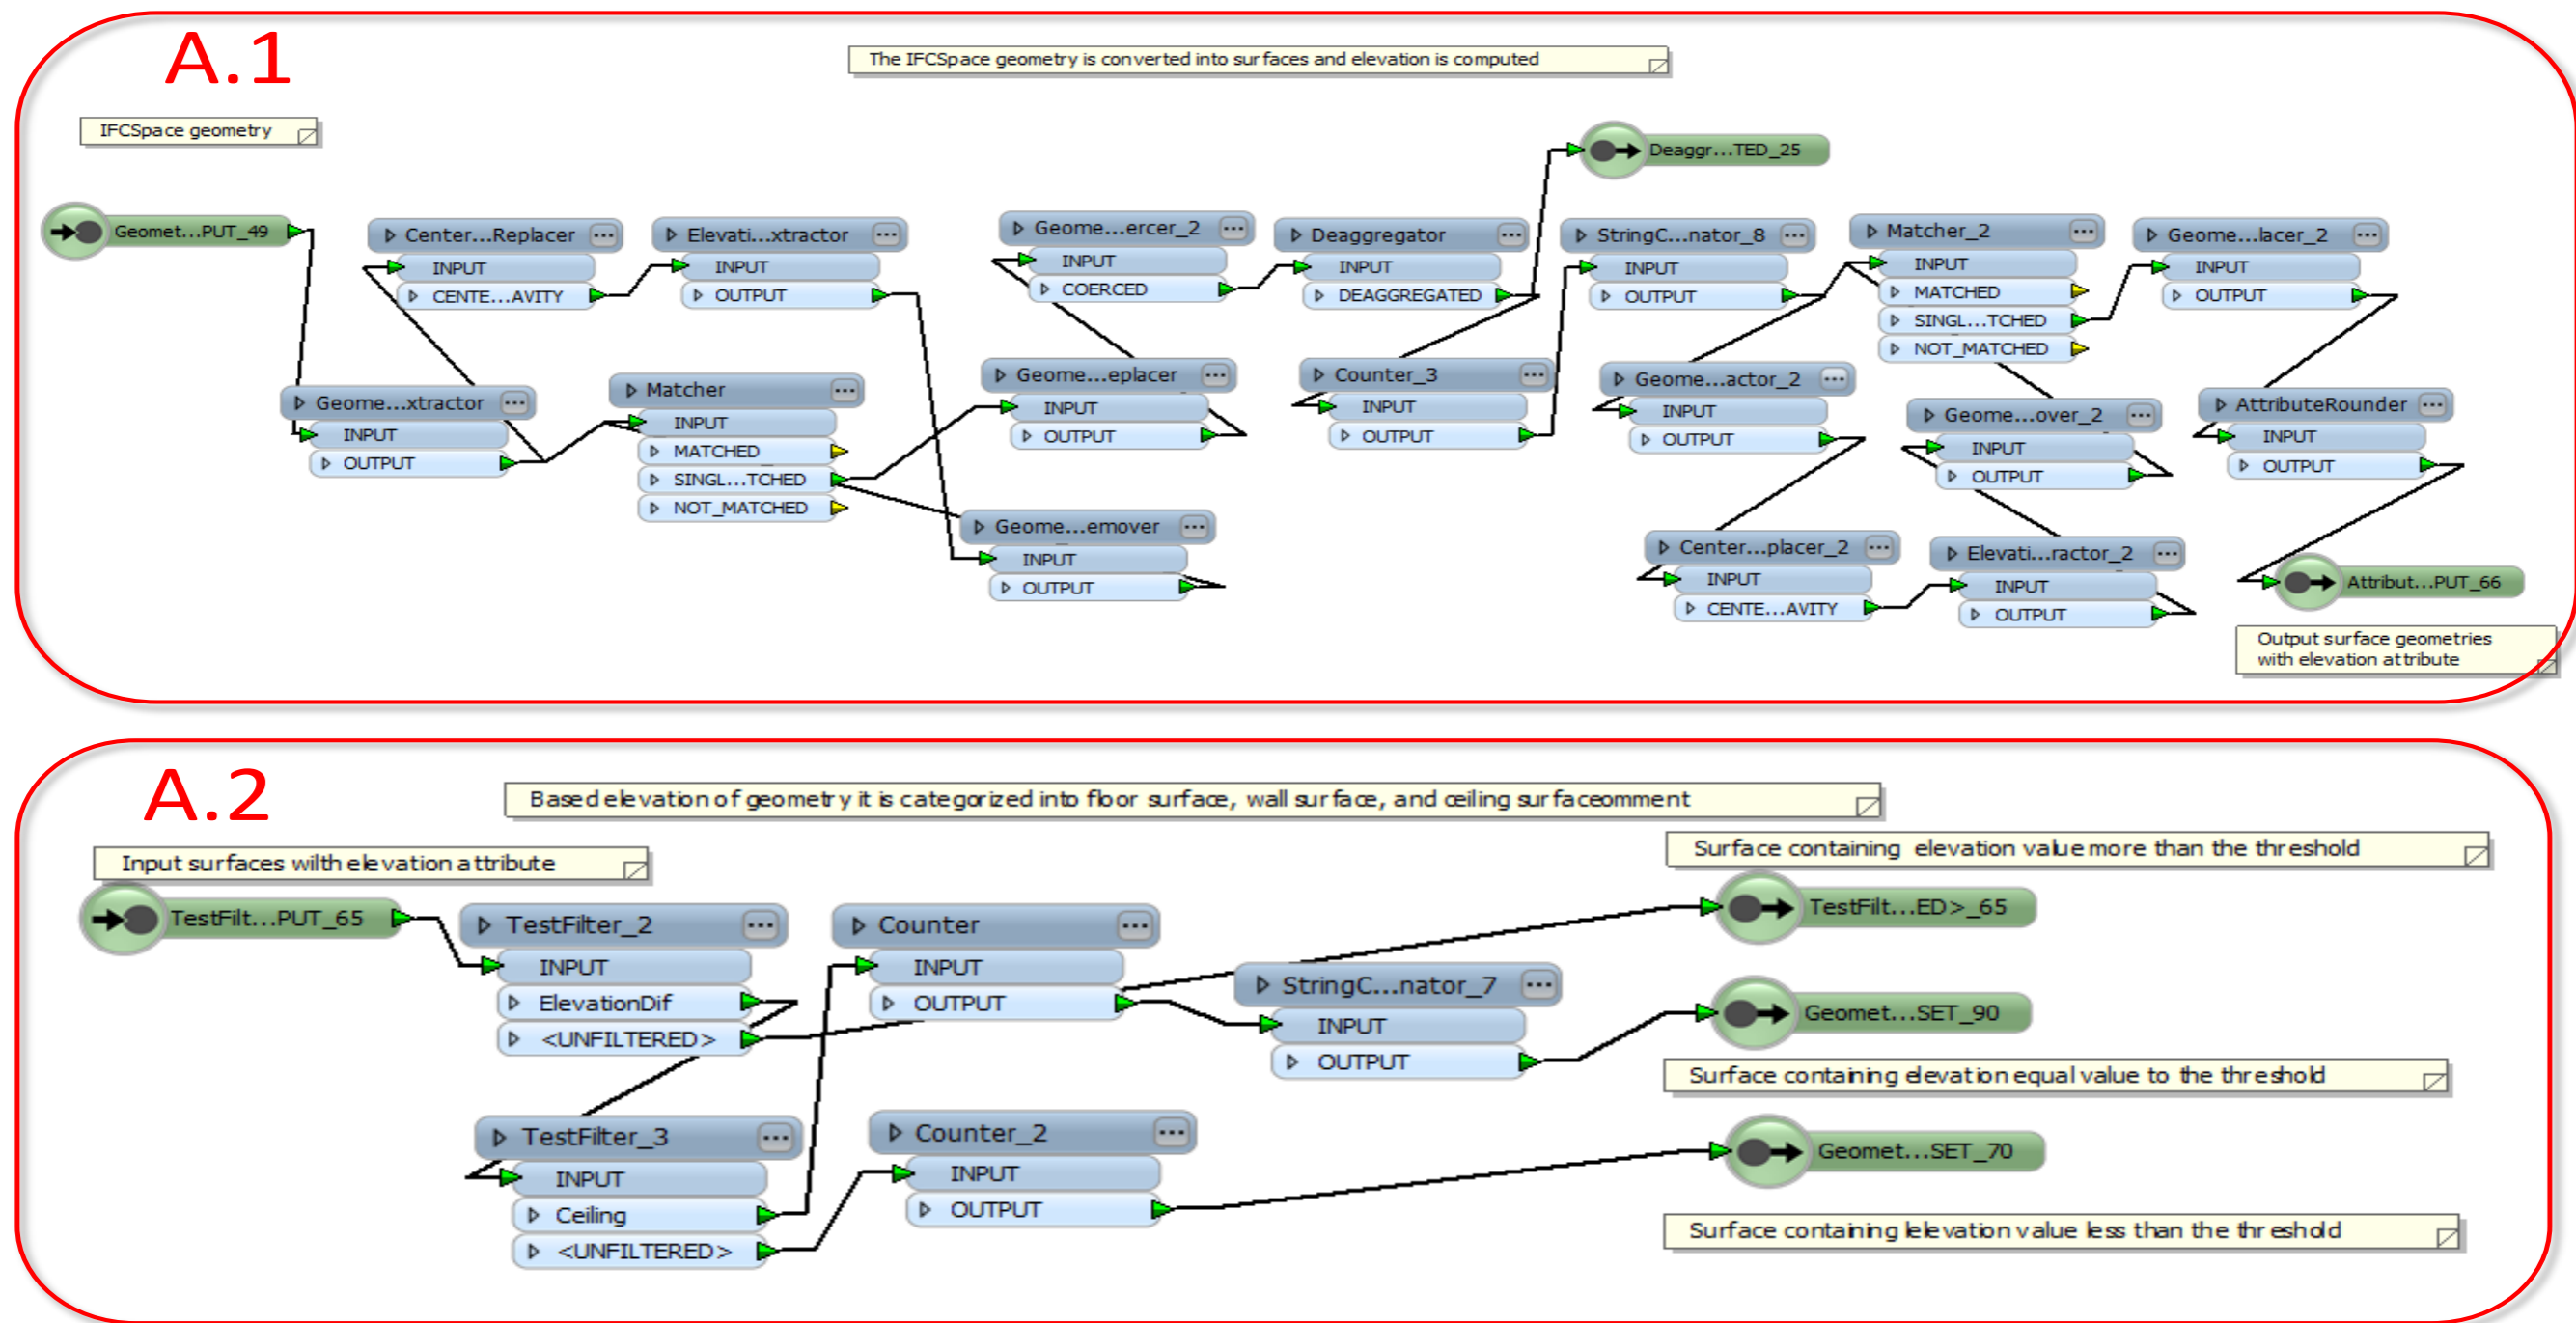 A.1
The IFCSpace geometry is converted into surfaces and elevation is computed
IFCSpace geometry
Deaggr...TED_25
Geomet...PUT_49
Center...Replacer
INPUT
CENTE...AVITY
Elevati...xtractor
INPUT
OUTPUT
Geome...ercer_2
INPUT
COERCED
Deaggregator
INPUT
DEAGGREGATED
StringC...nator_8
INPUT
OUTPUT
Matcher_2
INPUT
MATCHED
SINGL...TCHED
NOT_MATCHED
Geome...lacer_2
INPUT
OUTPUT
Geome...xtractor
INPUT
OUTPUT
Matcher
INPUT
MATCHED
SINGL...TCHED
NOT_MATCHED
Geome...eplacer
INPUT
OUTPUT
Counter_3
INPUT
OUTPUT
Geome...actor_2
INPUT
OUTPUT
Geome...over_2
INPUT
OUTPUT
AttributeRounder
INPUT
OUTPUT
Geome...emover
INPUT
OUTPUT
Center...placer_2
INPUT
CENTE...AVITY
Elevati...ractor_2
INPUT
OUTPUT
Attribut...PUT_66
Output surface geometries
with elevation attribute
A.2
Based elevation of geometry it is categorized into floor surface, wall surface, and ceiling surfaceomment
Input surfaces wilth elevation attribute
Surface containing elevation value more than the threshold
TestFilt...PUT_65
TestFilter_2
INPUT
ElevationDif
<UNFILTERED>
Counter
INPUT
OUTPUT
StringC...nator_7
INPUT
OUTPUT
TestFilt...ED>_65
Geomet...SET_90
Surface containing elevation equal value to the threshold
TestFilter_3
INPUT
Ceiling
<UNFILTERED>
Counter_2
INPUT
OUTPUT
Geomet...SET_70
Surface containing lelevation value less than the threshold